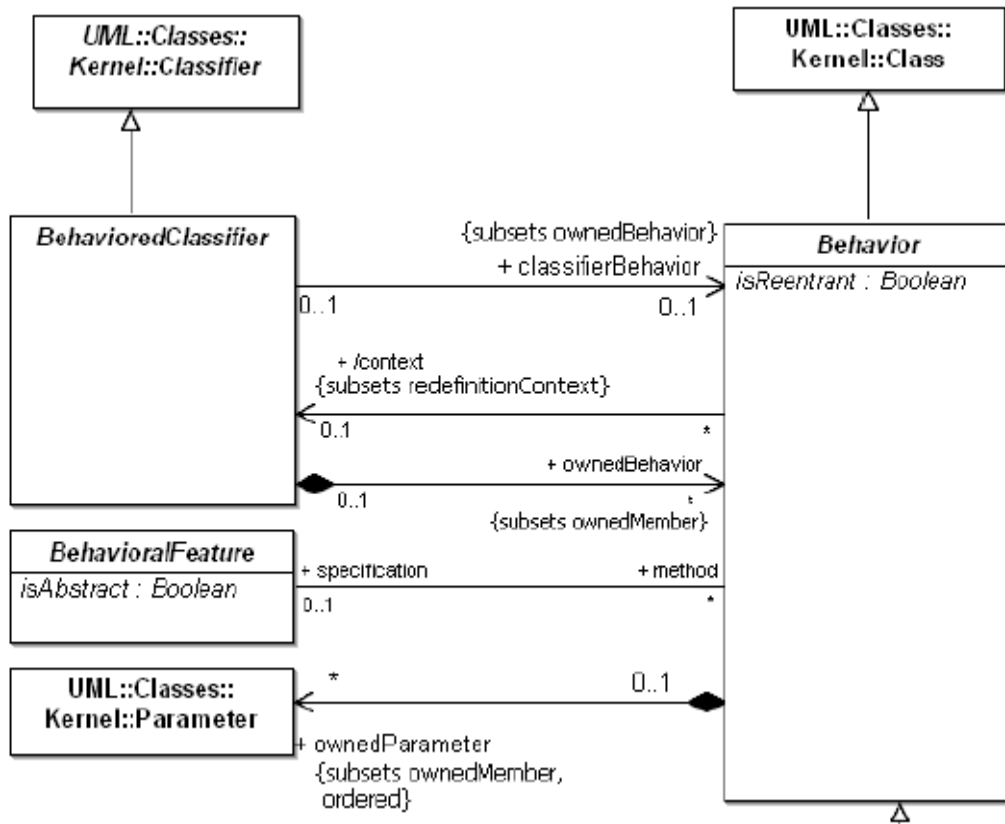 UML::Classes::
Kernel::Classifier
UML::Classes::
Kernel::Class
BehavioredClassifier
{subsets ownedBehavior}
+ classifierBehavior
0..1
0..1
Behavior
isReentrant : Boolean
+ /context
{subsets redefinitionContext}
0..1
*
+ ownedBehavior
0..1
*
{subsets ownedMember}
BehavioralFeature
isAbstract : Boolean
+ specification
+ method
0..1
*
UML::Classes::
Kernel::Parameter
*
0..1
+ ownedParameter
{subsets ownedMember,
ordered}